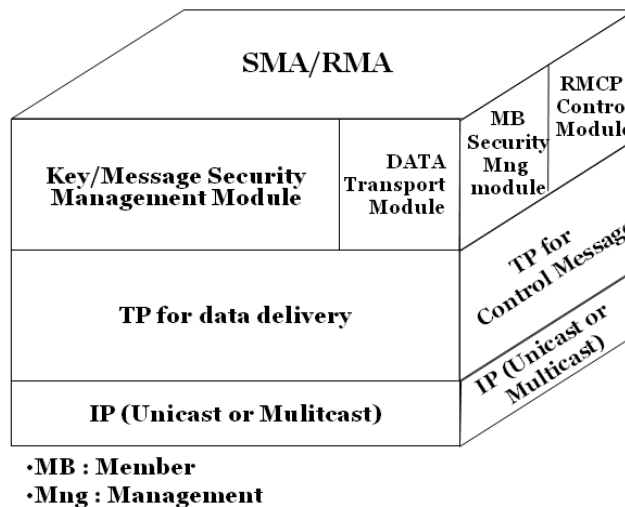 SMA/RMA
Key/Message Security
Management Module
DATA
Transport
Module
MB
Security
Mng
module
RMCP
Control
Module
TP for data delivery
TP for
Control Message
IP (Unicast or Mulitcast)
IP (Unicast or
Multicast)
•MB : Member
•Mng : Management